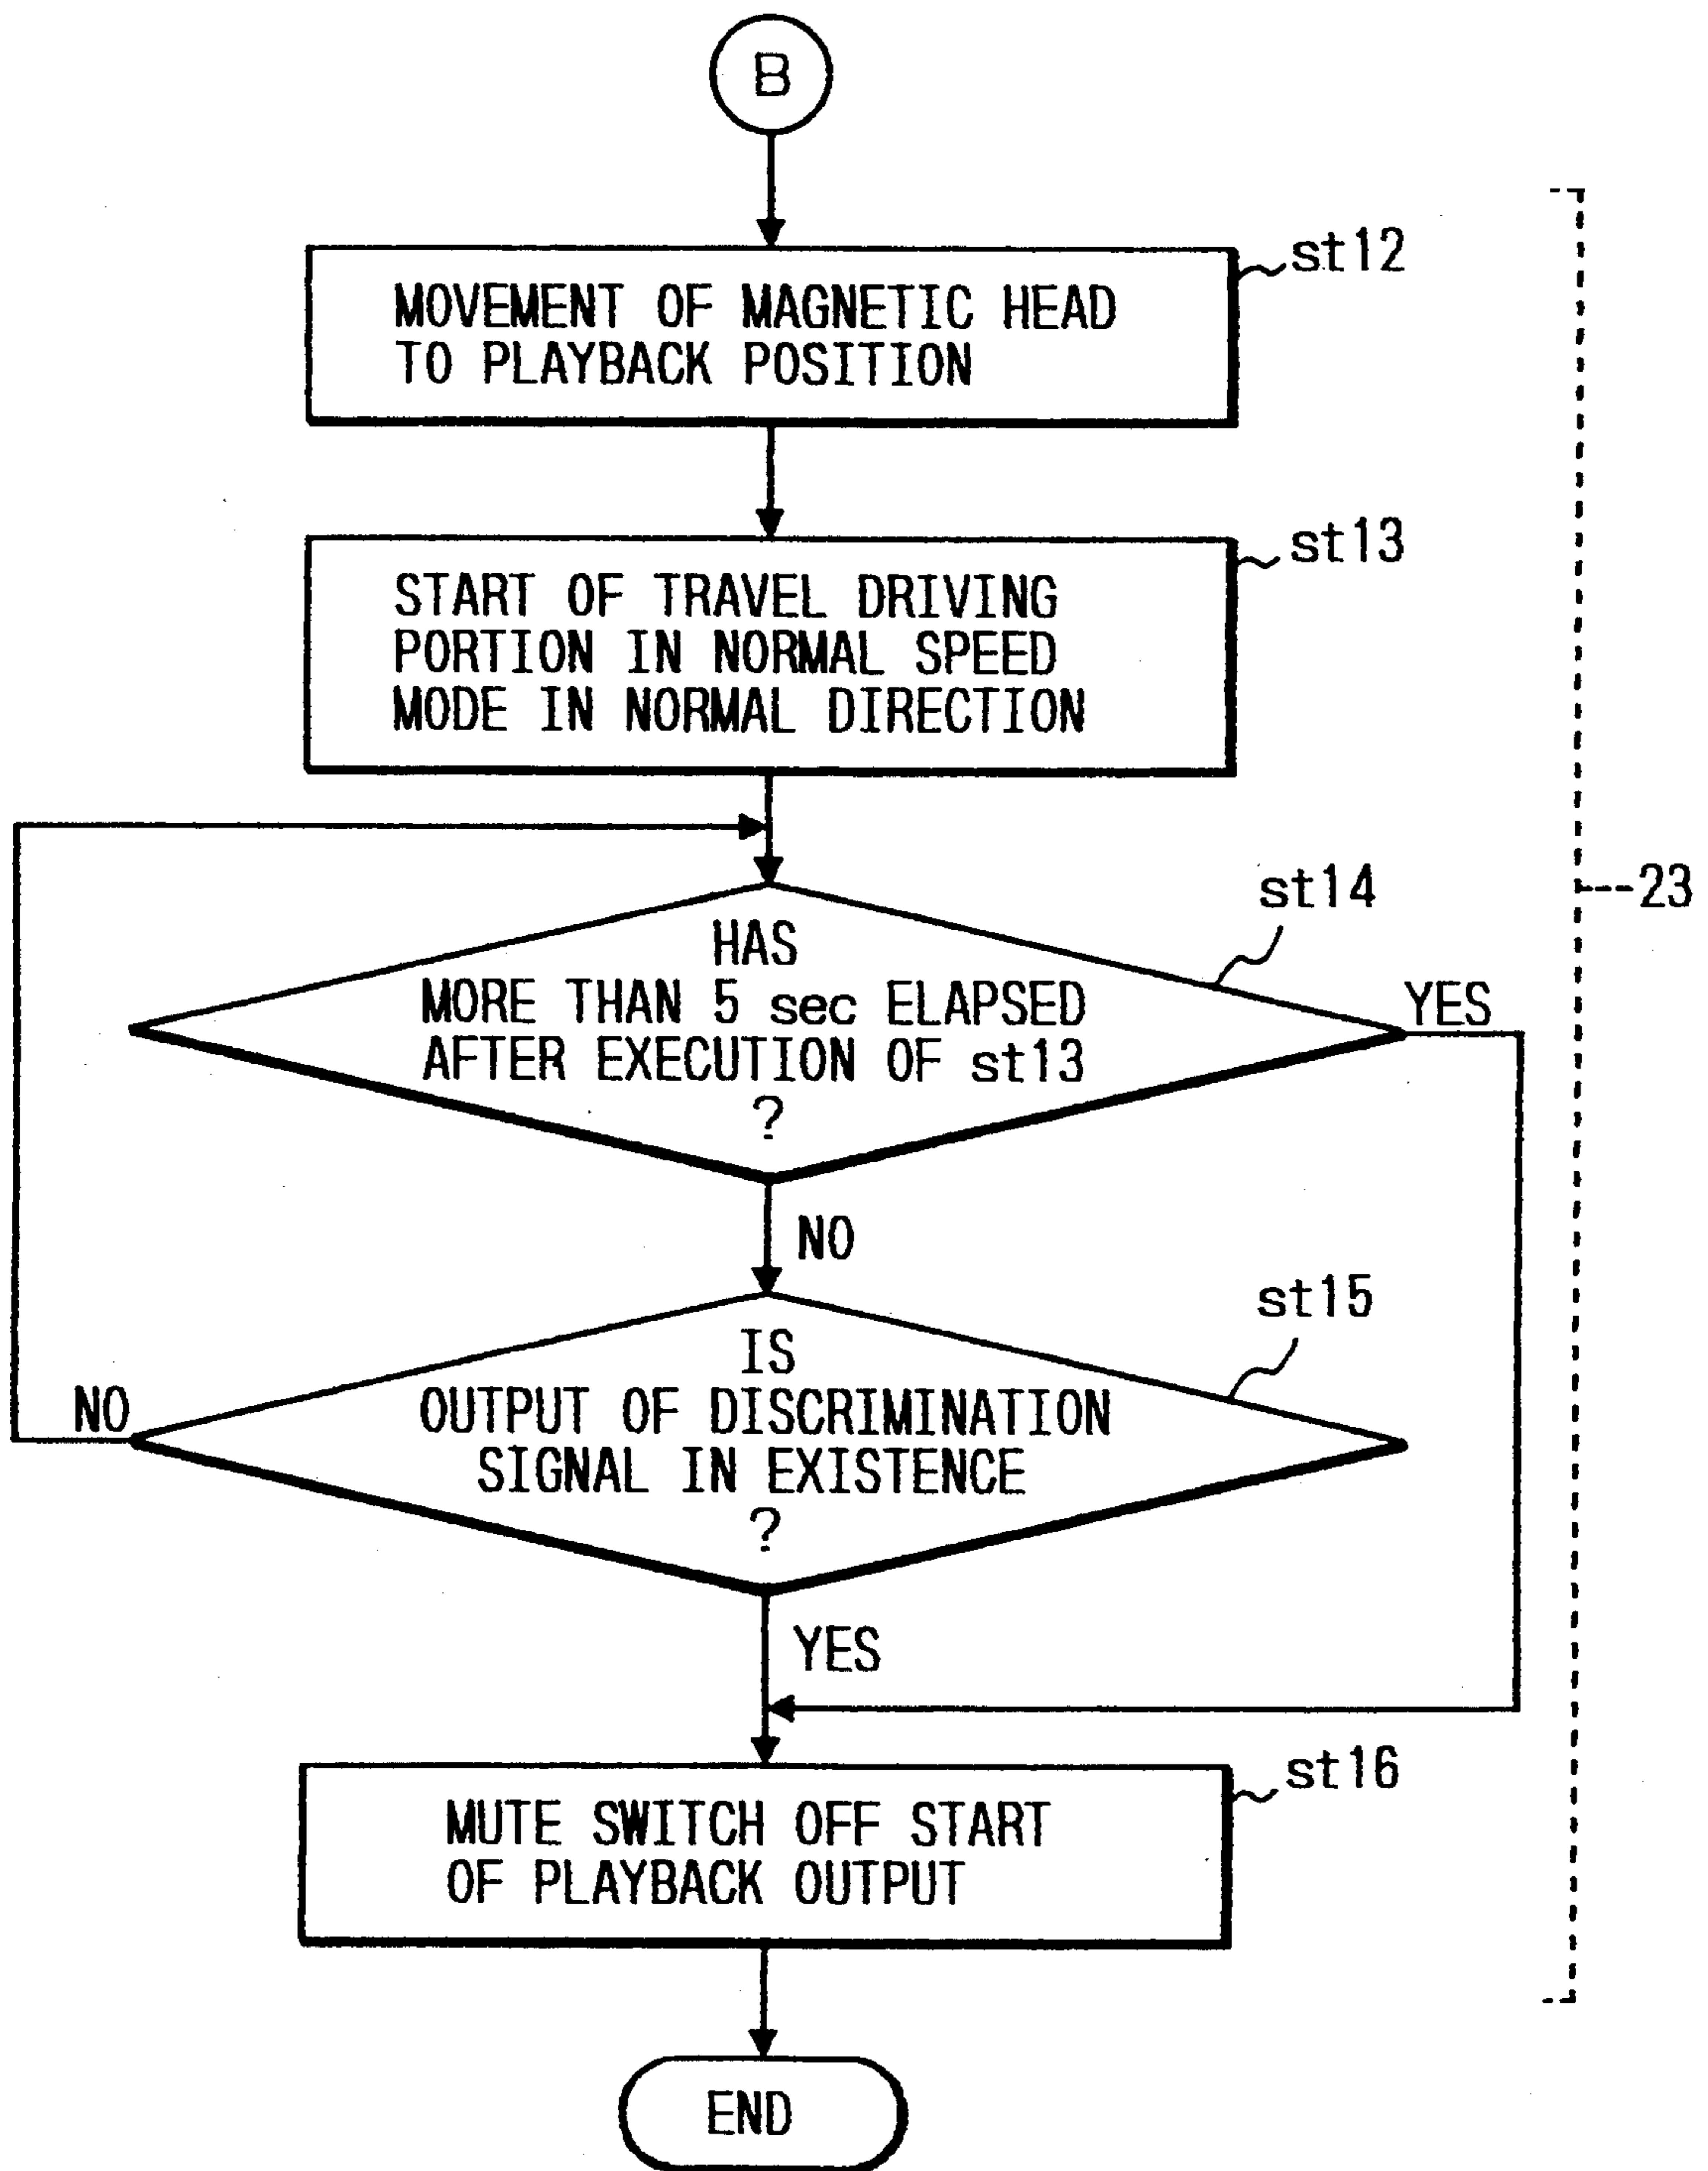 B
st12
MOVEMENT OF MAGNETIC HEAD
TO PLAYBACK POSITION
st13
START OF TRAVEL DRIVING
PORTION IN NORMAL SPEED
MODE IN NORMAL DIRECTION
23
st14
HAS
MORE THAN 5 sec ELAPSED
AFTER EXECUTION OF st13
?
YES
NO
st15
IS
OUTPUT OF DISCRIMINATION
SIGNAL IN EXISTENCE
?
NO
YES
st16
MUTE SWITCH OFF START
OF PLAYBACK OUTPUT
END